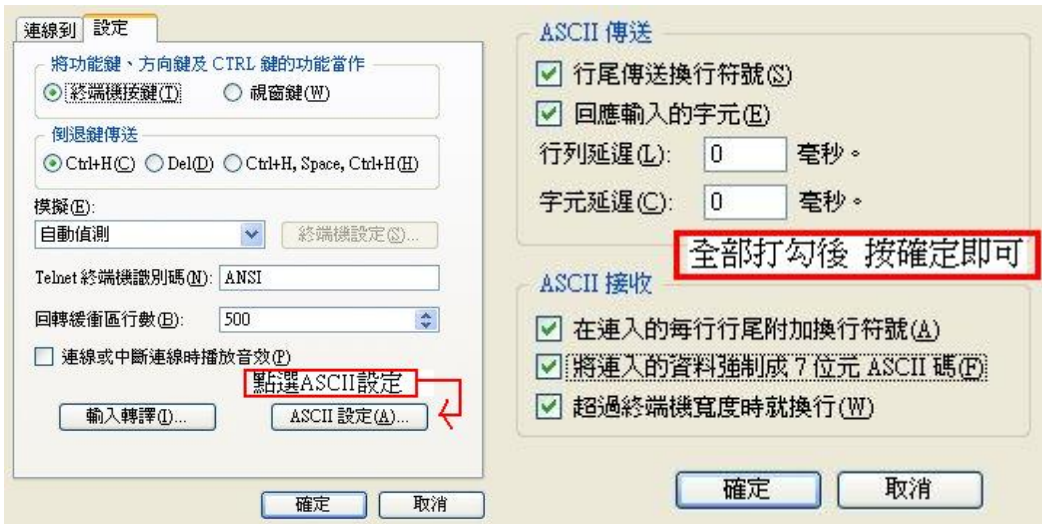 連線到 設定
將功能鍵、方向鍵及 CTRL 鍵的功能當作
終端機按鍵(T) 視窗鍵(W)
倒退鍵傳送
Ctrl+H(C) Del(D) Ctrl+H, Space, Ctrl+H(H)
模擬(E):
自動偵測 終端機設定(S)...
Telnet 終端機識別碼(N): ANSI
回轉緩衝區行數(B): 500
連線或中斷連線時播放音效(P)
點選ASCII設定
輸入轉譯(I)... ASCII 設定(A)...
確定 取消
ASCII 傳送
行尾傳送換行符號(S)
回應輸入的字元(E)
行列延遲(L): 0 毫秒。
字元延遲(C): 0 毫秒。
全部打勾後 按確定即可
ASCII 接收
在連入的每行行尾附加換行符號(A)
將連入的資料強制成 7 位元 ASCII 碼(F)
超過終端機寬度時就換行(W)
確定 取消